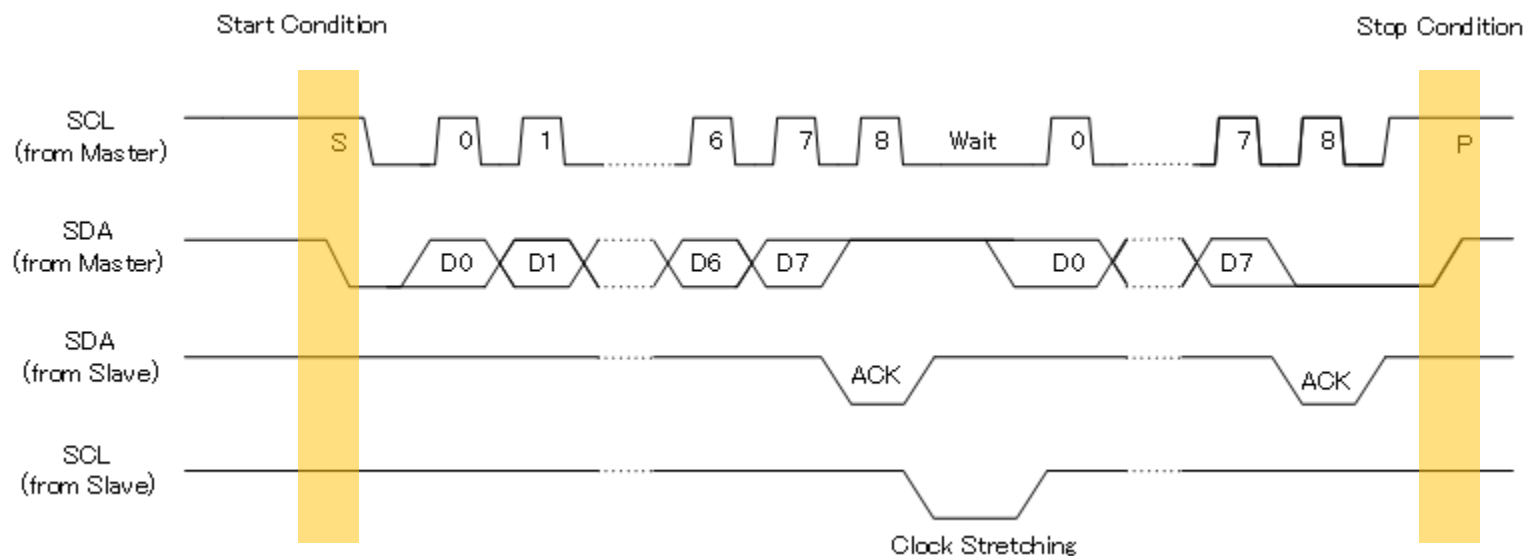 Start Condition
Stop Condition
SCL
(from Master)
S
0
1
6
7
8
Wait
0
7
8
P
SDA
(from Master)
D0
D1
D6
D7
D0
D7
SDA
(from Slave)
ACK
ACK
SCL
(from Slave)
Clock Stretching